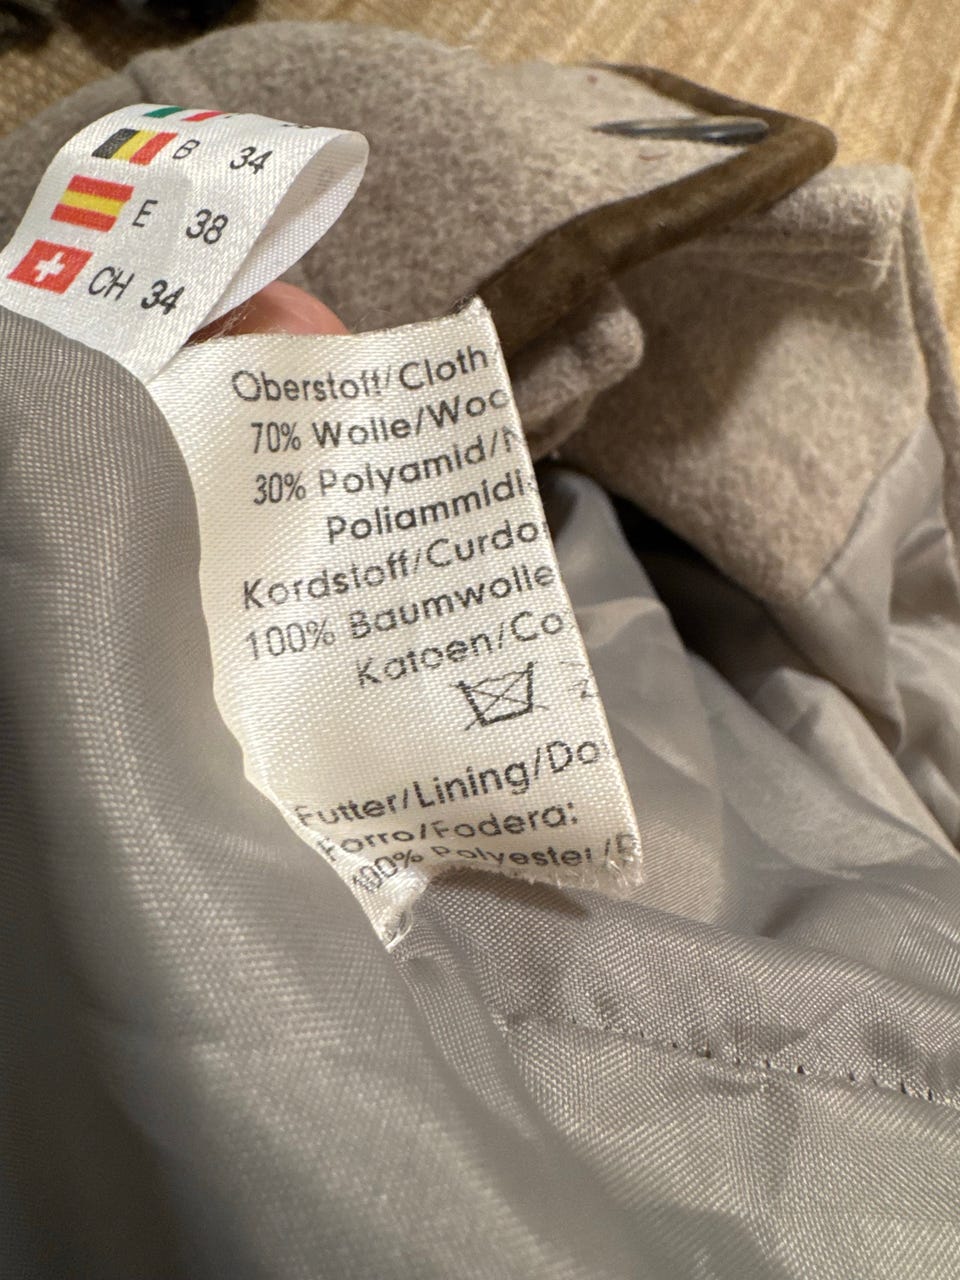 B 34
E 38
CH 34
Oberstoff/Cloth
70% Wolle/Woo
30% Polyamid/
Poliammidi
Kordstoff/Curdo
100% Baumwolle
Katoen/Co
Futter/Lining/Do
Forro/Fodera:
100% Polyester/